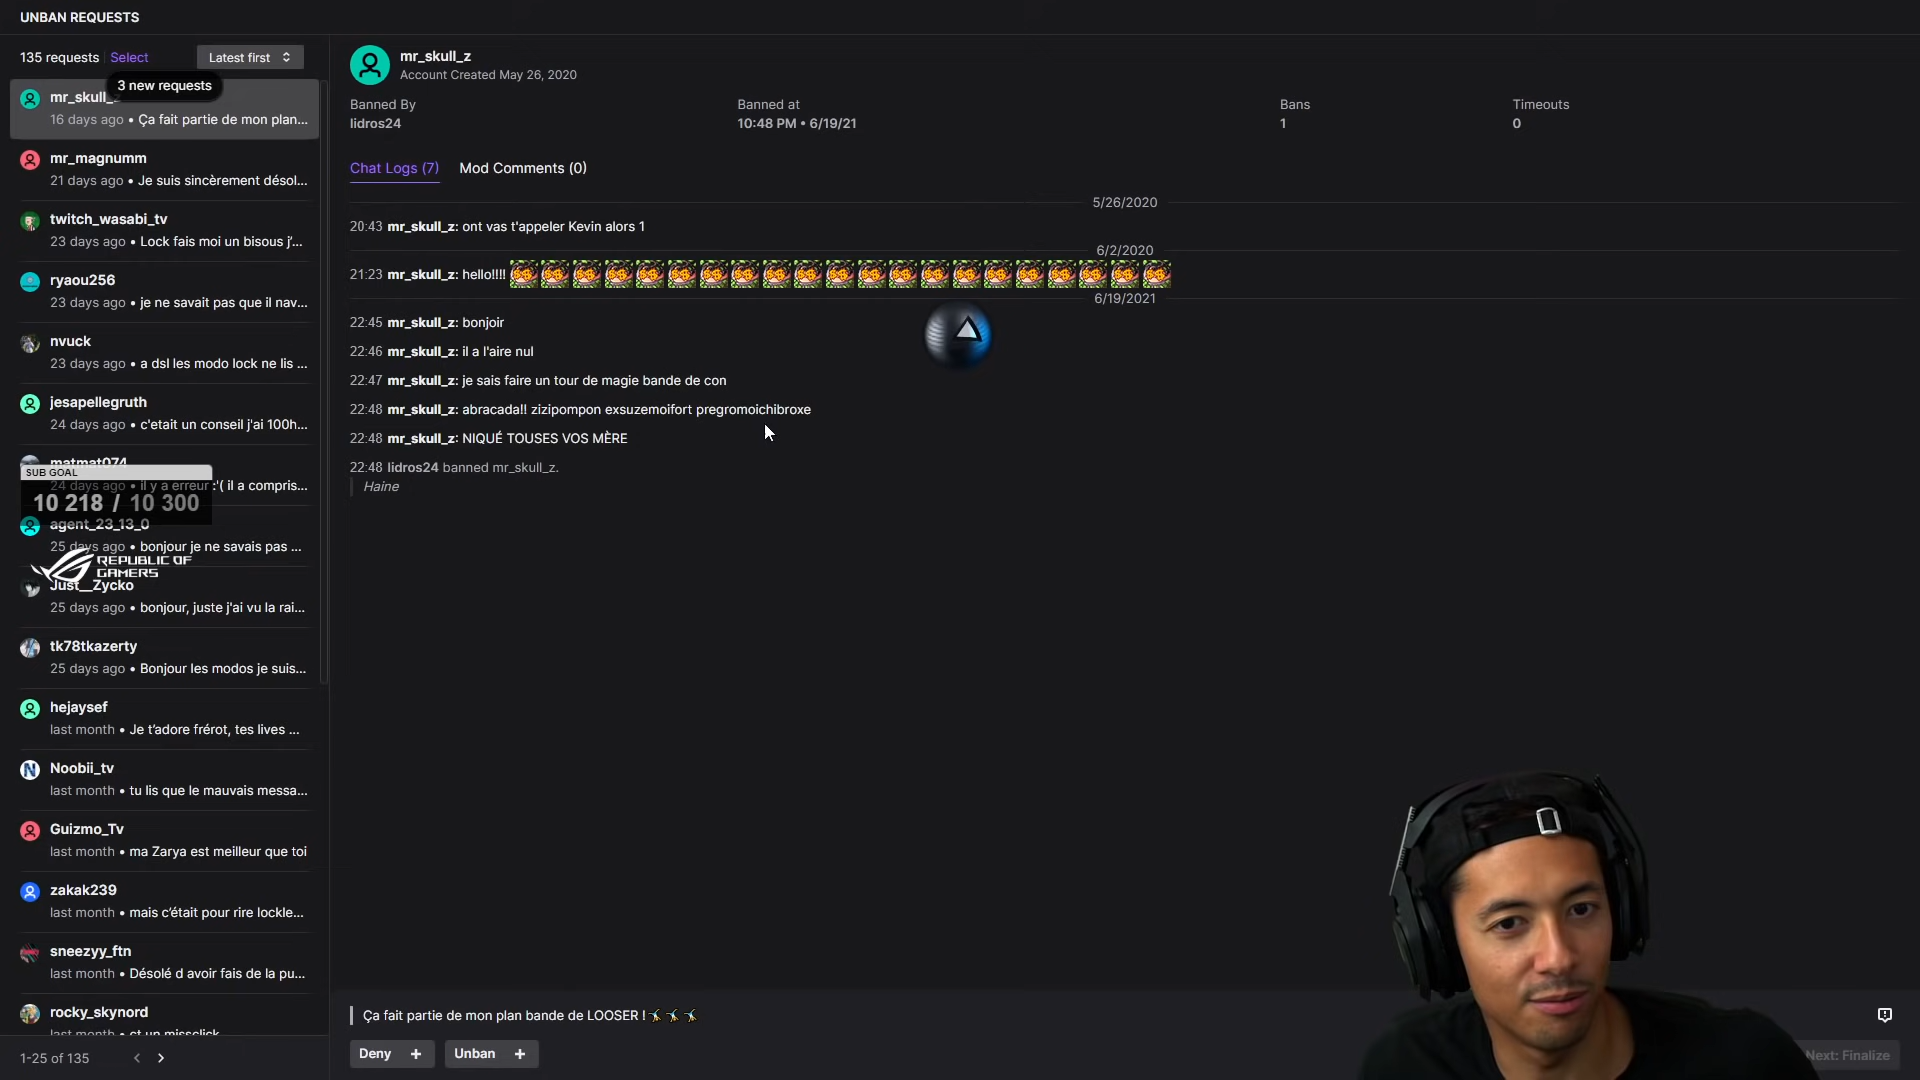 UNBAN REQUESTS
135 requests
Select
Latest first
3 new requests
mr_skull_z
16 days ago • Ça fait partie de mon plan...
mr_magnumm
21 days ago • Je suis sincèrement désol...
twitch_wasabi_tv
23 days ago • Lock fais moi un bisous j'...
ryaou256
23 days ago • je ne savait pas que il nav...
nvuck
23 days ago • a dsl les modo lock ne lis ...
jesapellegruth
24 days ago • c'etait un conseil j'ai 100h...
matmat074
24 days ago • il y a erreur :'( il a compris...
SUB GOAL
10 218 / 10 300
agent_23_13_0
25 days ago • bonjour je ne savais pas ...
REPUBLIC OF
GAMERS
Just__Zycko
25 days ago • bonjour, juste j'ai vu la rai...
tk78tkazerty
25 days ago • Bonjour les modos je suis...
hejaysef
last month • Je t'adore frérot, tes lives ...
Noobii_tv
last month • tu lis que le mauvais messa...
Guizmo_Tv
last month • ma Zarya est meilleur que toi
zakak239
last month • mais c'était pour rire lockle...
sneezyy_ftn
last month • Désolé d avoir fais de la pu...
rocky_skynord
last month • ct un missclick
1-25 of 135
mr_skull_z
Account Created May 26, 2020
Banned By
lidros24
Banned at
10:48 PM • 6/19/21
Bans
1
Timeouts
0
Chat Logs (7)
Mod Comments (0)
5/26/2020
20:43 mr_skull_z: ont vas t'appeler Kevin alors 1
6/2/2020
21:23 mr_skull_z: hello!!!!
6/19/2021
22:45 mr_skull_z: bonjoir
22:46 mr_skull_z: il a l'aire nul
22:47 mr_skull_z: je sais faire un tour de magie bande de con
22:48 mr_skull_z: abracada!! zizipompon exsuzemoifort pregromoichibroxe
22:48 mr_skull_z: NIQUÉ TOUSES VOS MÈRE
22:48 lidros24 banned mr_skull_z.
Haine
Ça fait partie de mon plan bande de LOOSER !
Deny +
Unban +
Next: Finalize